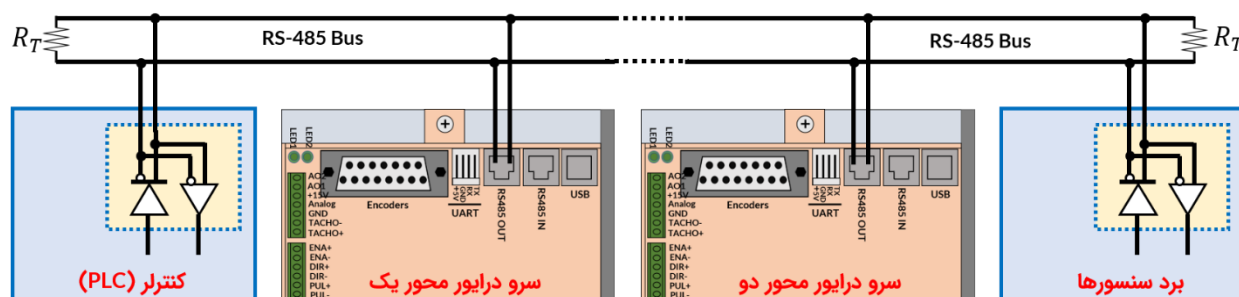 R_T
RS-485 Bus
RS-485 Bus
R_T
LED1
LED2
AO2
AO1
+15V
Analog
GND
TACHO-
TACHO+
ENA+
ENA-
DIR+
DIR-
PUL+
PUL-
Encoders
TX
RX
GND
+5V
UART
RS485 OUT
RS485 IN
USB
LED1
LED2
AO2
AO1
+15V
Analog
GND
TACHO-
TACHO+
ENA+
ENA-
DIR+
DIR-
PUL+
PUL-
Encoders
TX
RX
GND
+5V
UART
RS485 OUT
RS485 IN
USB
کنترلر (PLC)
سرو درایور محور یک
سرو درایور محور دو
برد سنسورها